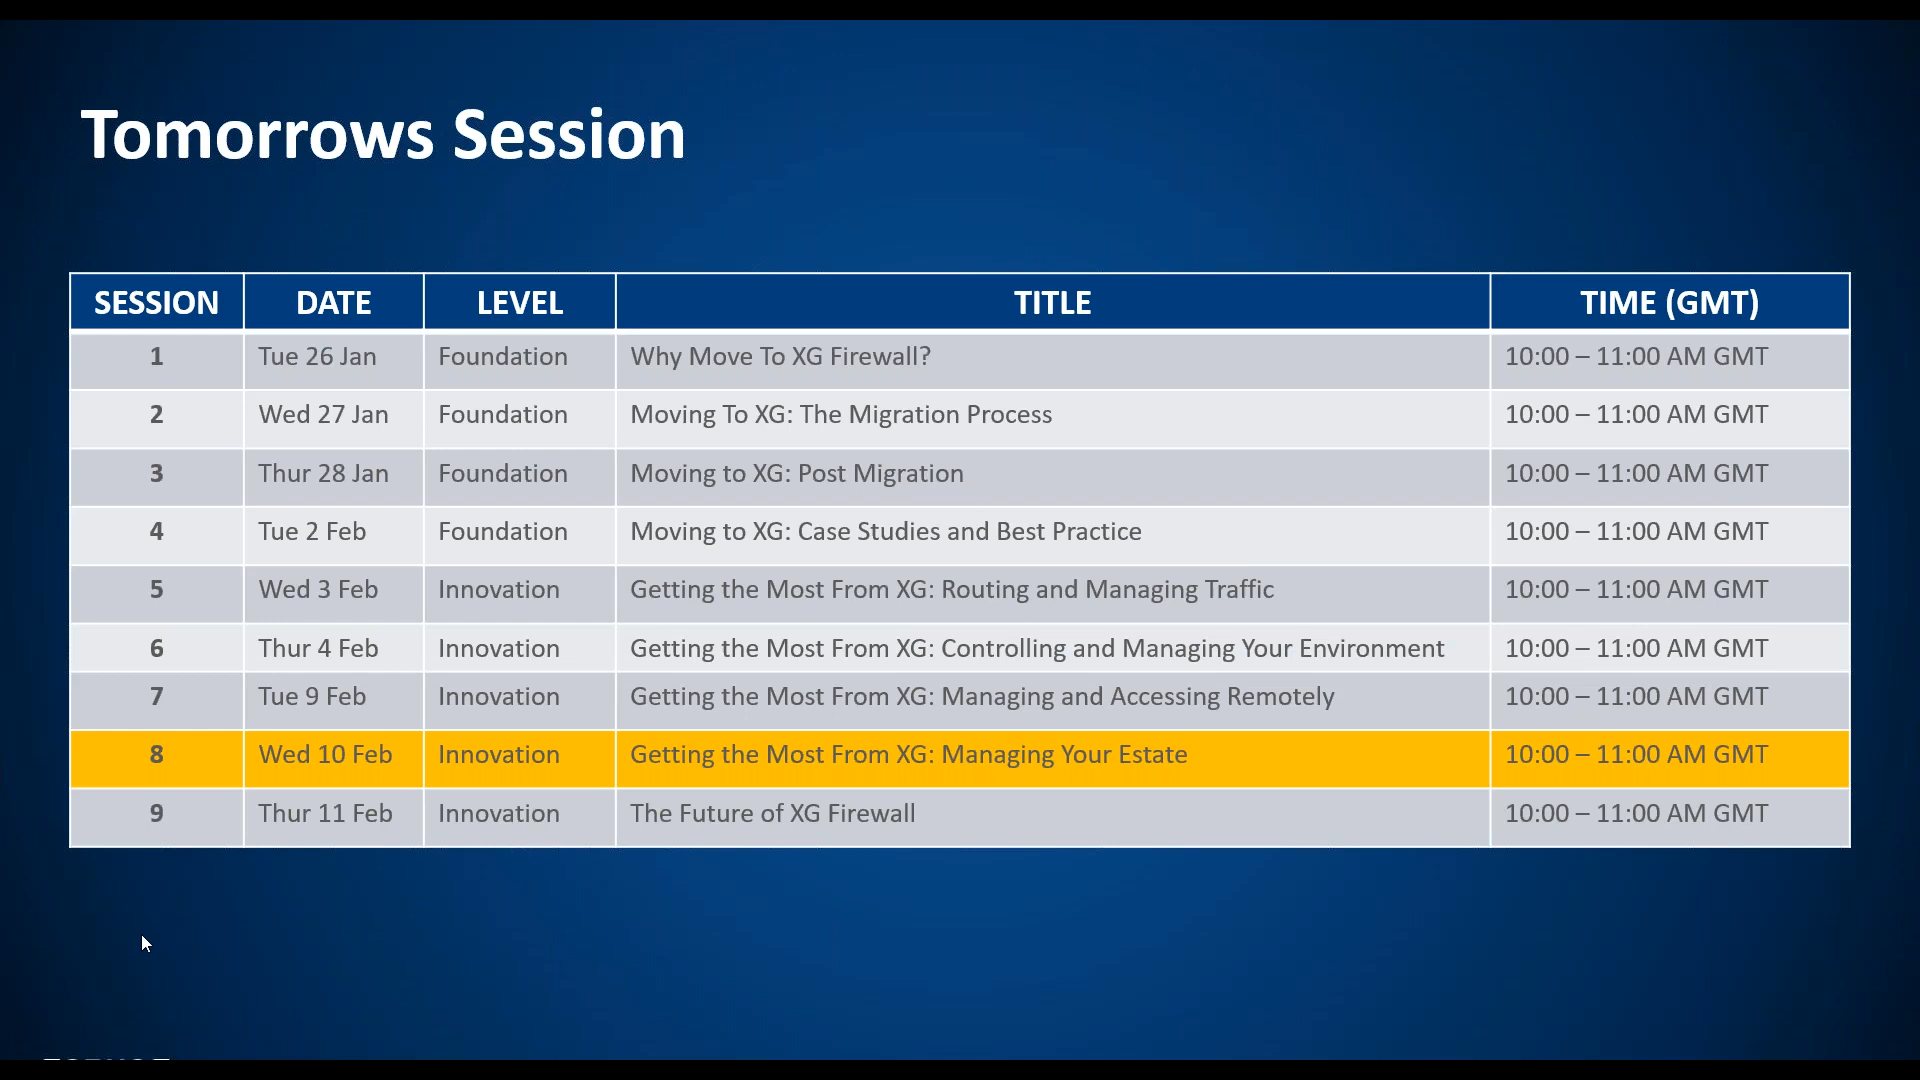 Tomorrows Session
SESSION DATE LEVEL TITLE TIME (GMT)
1 Tue 26 Jan Foundation Why Move To XG Firewall? 10:00 – 11:00 AM GMT
2 Wed 27 Jan Foundation Moving To XG: The Migration Process 10:00 – 11:00 AM GMT
3 Thur 28 Jan Foundation Moving to XG: Post Migration 10:00 – 11:00 AM GMT
4 Tue 2 Feb Foundation Moving to XG: Case Studies and Best Practice 10:00 – 11:00 AM GMT
5 Wed 3 Feb Innovation Getting the Most From XG: Routing and Managing Traffic 10:00 – 11:00 AM GMT
6 Thur 4 Feb Innovation Getting the Most From XG: Controlling and Managing Your Environment 10:00 – 11:00 AM GMT
7 Tue 9 Feb Innovation Getting the Most From XG: Managing and Accessing Remotely 10:00 – 11:00 AM GMT
8 Wed 10 Feb Innovation Getting the Most From XG: Managing Your Estate 10:00 – 11:00 AM GMT
9 Thur 11 Feb Innovation The Future of XG Firewall 10:00 – 11:00 AM GMT